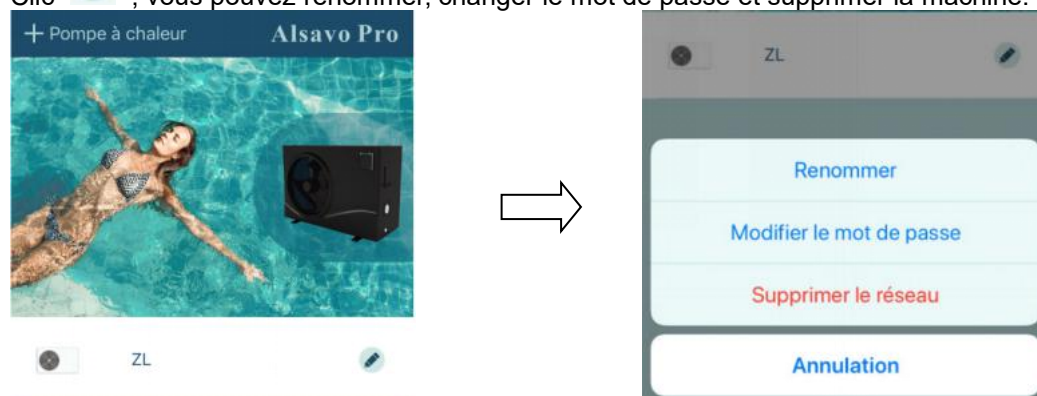 Clic , vous pouvez renommer, changer le mot de passe et supprimer la machine.
+ Pompe à chaleur Alsavo Pro
ZL
ZL
Renommer
Modifier le mot de passe
Supprimer le réseau
Annulation